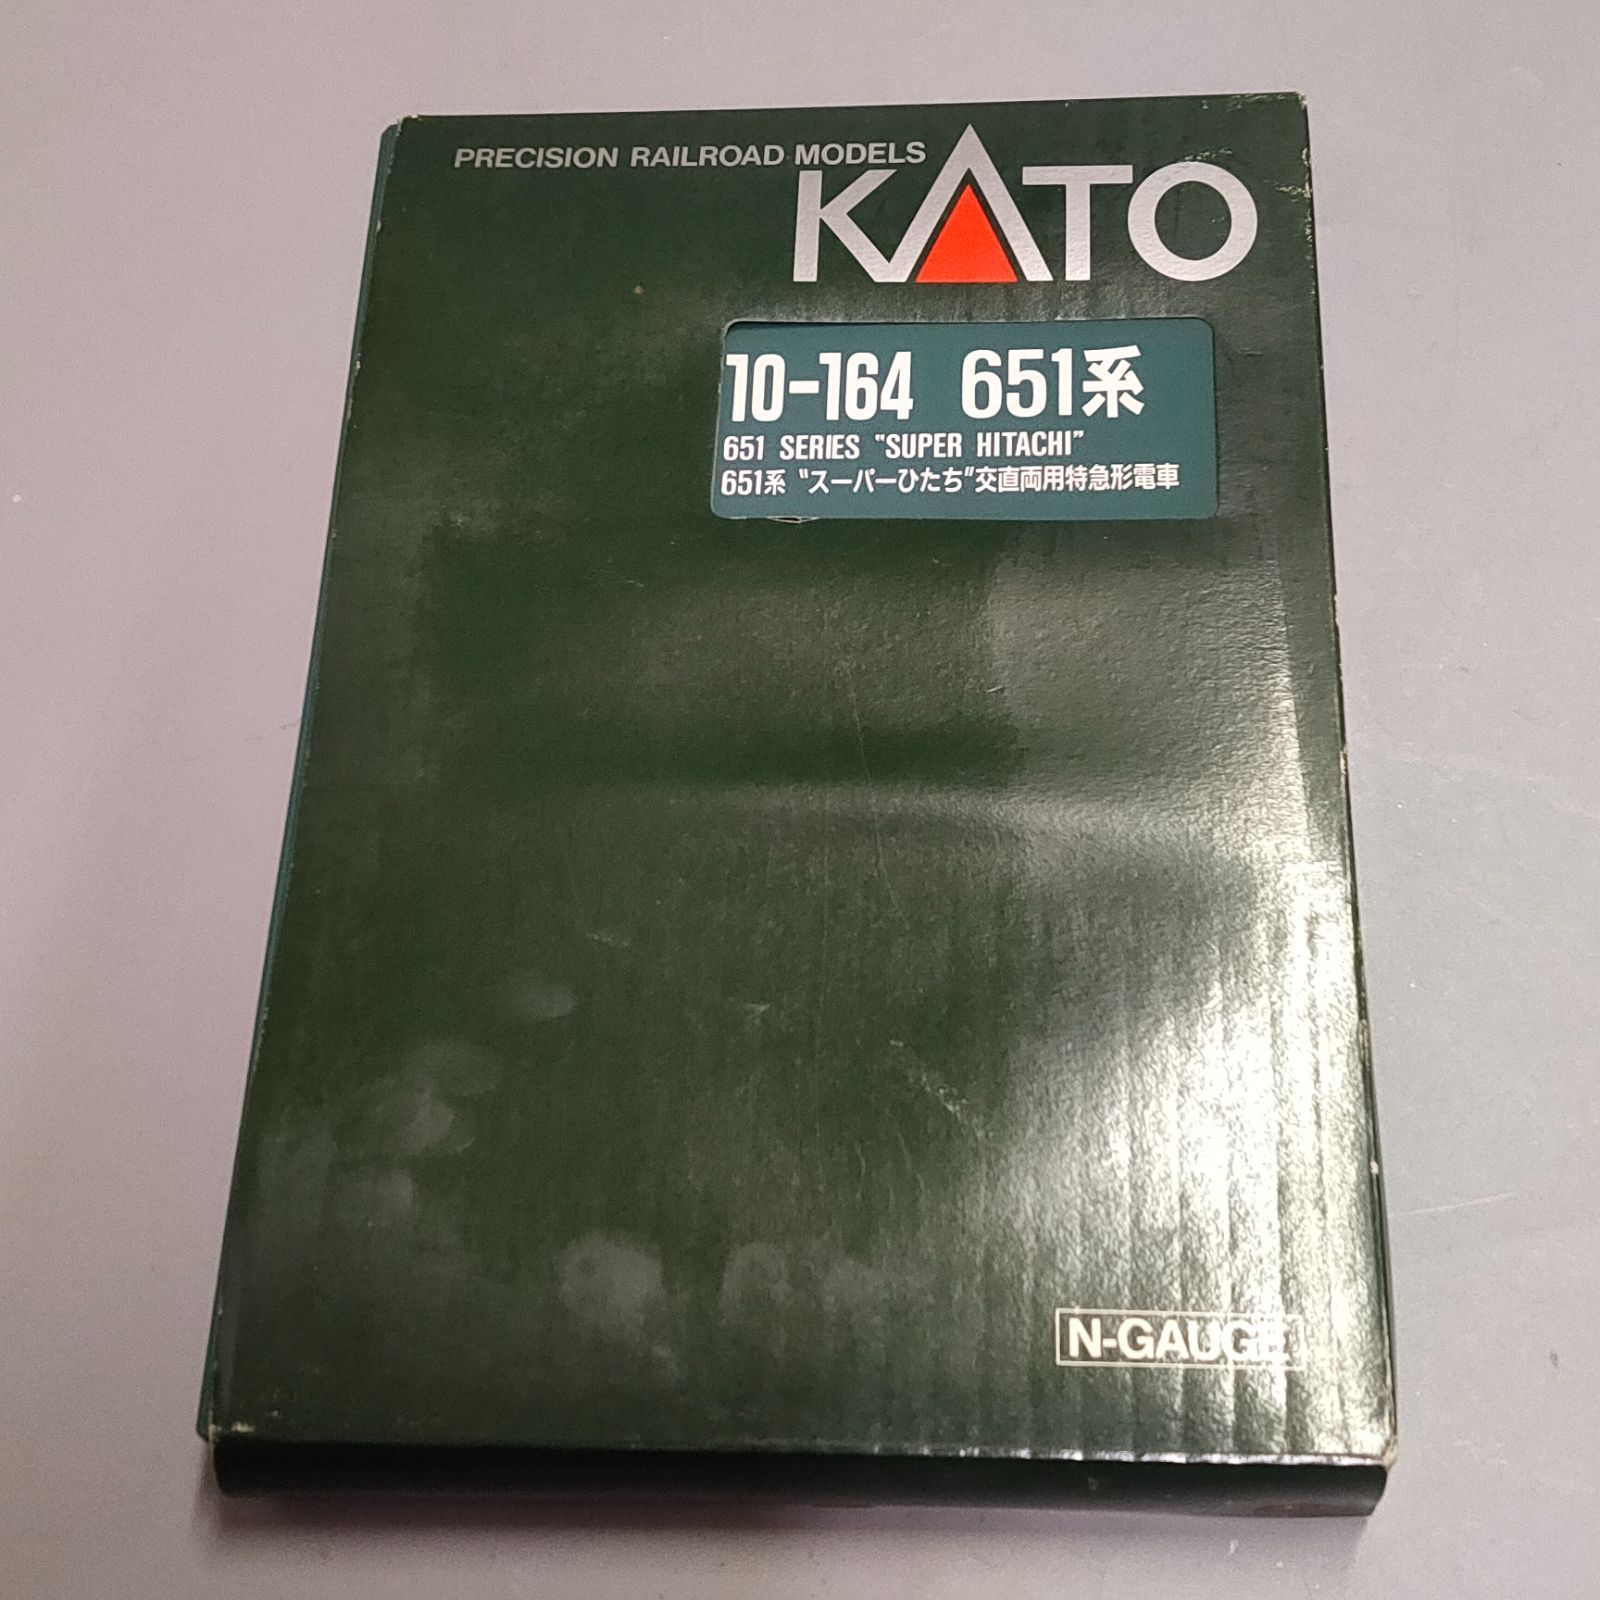 PRECISION RAILROAD MODELS
KATO
10-164 651系
651 SERIES "SUPER HITACHI"
651系 "スーパーひたち"交直両用特急形電車
N-GAUGE